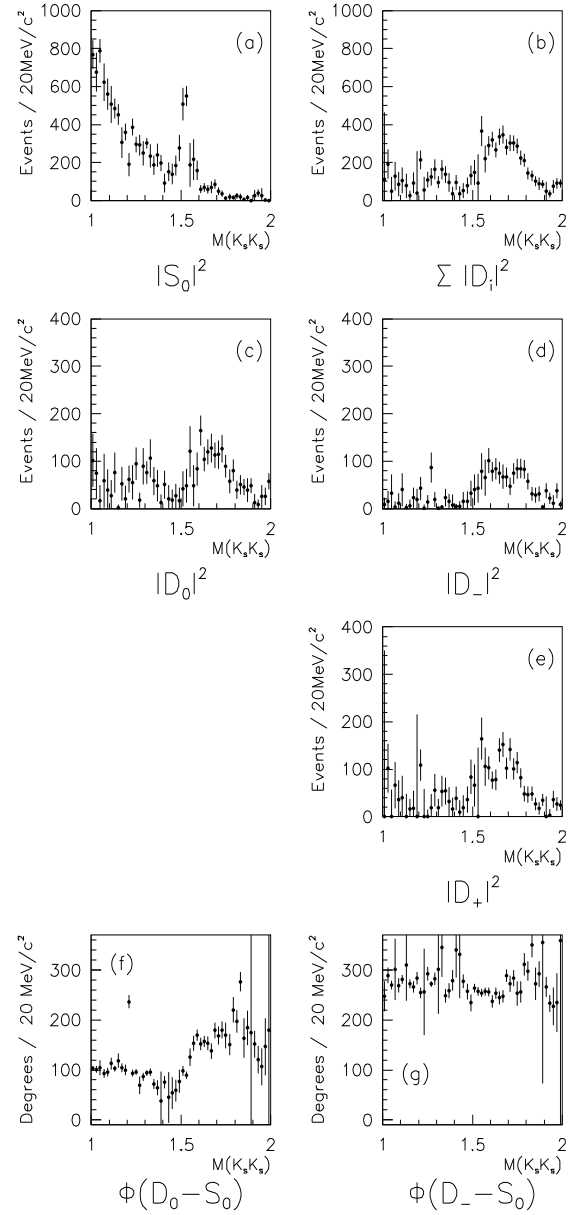 Events / 20MeV/c²
1000
800
600
400
200
0
(a)
1
1.5
2
M(KₛKₛ)
|S₀|²
Events / 20MeV/c²
1000
800
600
400
200
0
(b)
1
1.5
2
M(KₛKₛ)
Σ |Dᵢ|²
Events / 20MeV/c²
400
300
200
100
0
(c)
1
1.5
2
M(KₛKₛ)
|D₀|²
Events / 20MeV/c²
400
300
200
100
0
(d)
1
1.5
2
M(KₛKₛ)
|D₋|²
Events / 20MeV/c²
400
300
200
100
0
(e)
1
1.5
2
M(KₛKₛ)
|D₊|²
Degrees / 20 MeV/c²
300
200
100
0
(f)
1
1.5
2
M(KₛKₛ)
Φ(D₀−S₀)
Degrees / 20 MeV/c²
300
200
100
0
(g)
1
1.5
2
M(KₛKₛ)
Φ(D₋−S₀)